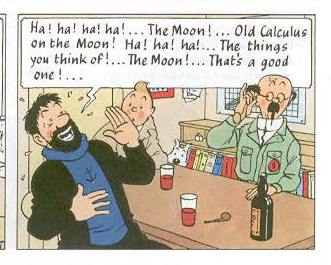 Ha! ha! ha! ha!... The Moon!... Old Calculus
on the Moon! Ha! ha! ha!... The things
you think of!... The Moon!... That's a good
one!...